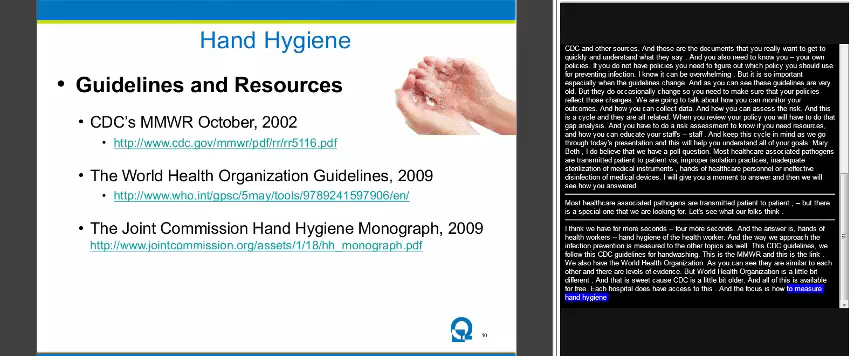 Hand Hygiene
• Guidelines and Resources
• CDC's MMWR October, 2002
• http://www.cdc.gov/mmwr/pdf/rr/rr5116.pdf
• The World Health Organization Guidelines, 2009
• http://www.who.int/gpsc/5may/tools/9789241597906/en/
• The Joint Commission Hand Hygiene Monograph, 2009
http://www.jointcommission.org/assets/1/18/hh_monograph.pdf
10
CDC and other sources. And these are the documents that you really want to get to
quickly and understand what they say . And you also need to know you – your own
policies. If you do not have policies you need to figure out which policy you should use
for preventing infection. I know it can be overwhelming . But it is so important
especially when the guidelines change. And as you can see these guidelines are very
old. But they do occasionally change so you need to make sure that your policies
reflect those changes. We are going to talk about how you can monitor your
outcomes. And how you can collect data. And how you can assess the risk. And this
is a cycle and they are all related. When you review your policy you will have to do that
gap analysis. And you have to do a risk assessment to know if you need resources,
and how you can educate your staffs – staff . And keep this cycle in mind as we go
through today's presentation and this will help you understand all of your goals. Mary
Beth , I do believe that we have a poll question. Most healthcare associated pathogens
are transmitted patient to patient via, improper isolation practices, inadequate
sterilization of medical instruments , hands of healthcare personnel or ineffective
disinfection of medical devices. I will give you a moment to answer and then we will
see how you answered
Most healthcare associated pathogens are transmitted patient to patient , – but there
is a special one that we are looking for. Let's see what our folks think .
I think we have for more seconds – four more seconds. And the answer is, hands of
health workers – hand hygiene of the health worker. And the way we approach the
infection prevention is measured to the other topics as well. This CDC guidelines, we
follow this CDC guidelines for handwashing. This is the MMWR and this is the link .
We also have the World Health Organization. As you can see they are similar to each
other and there are levels of evidence. But World Health Organization is a little bit
different . And that is sweet cause CDC is a little bit older. And all of this is available
for free. Each hospital does have access to this . And the focus is how to measure
hand hygiene